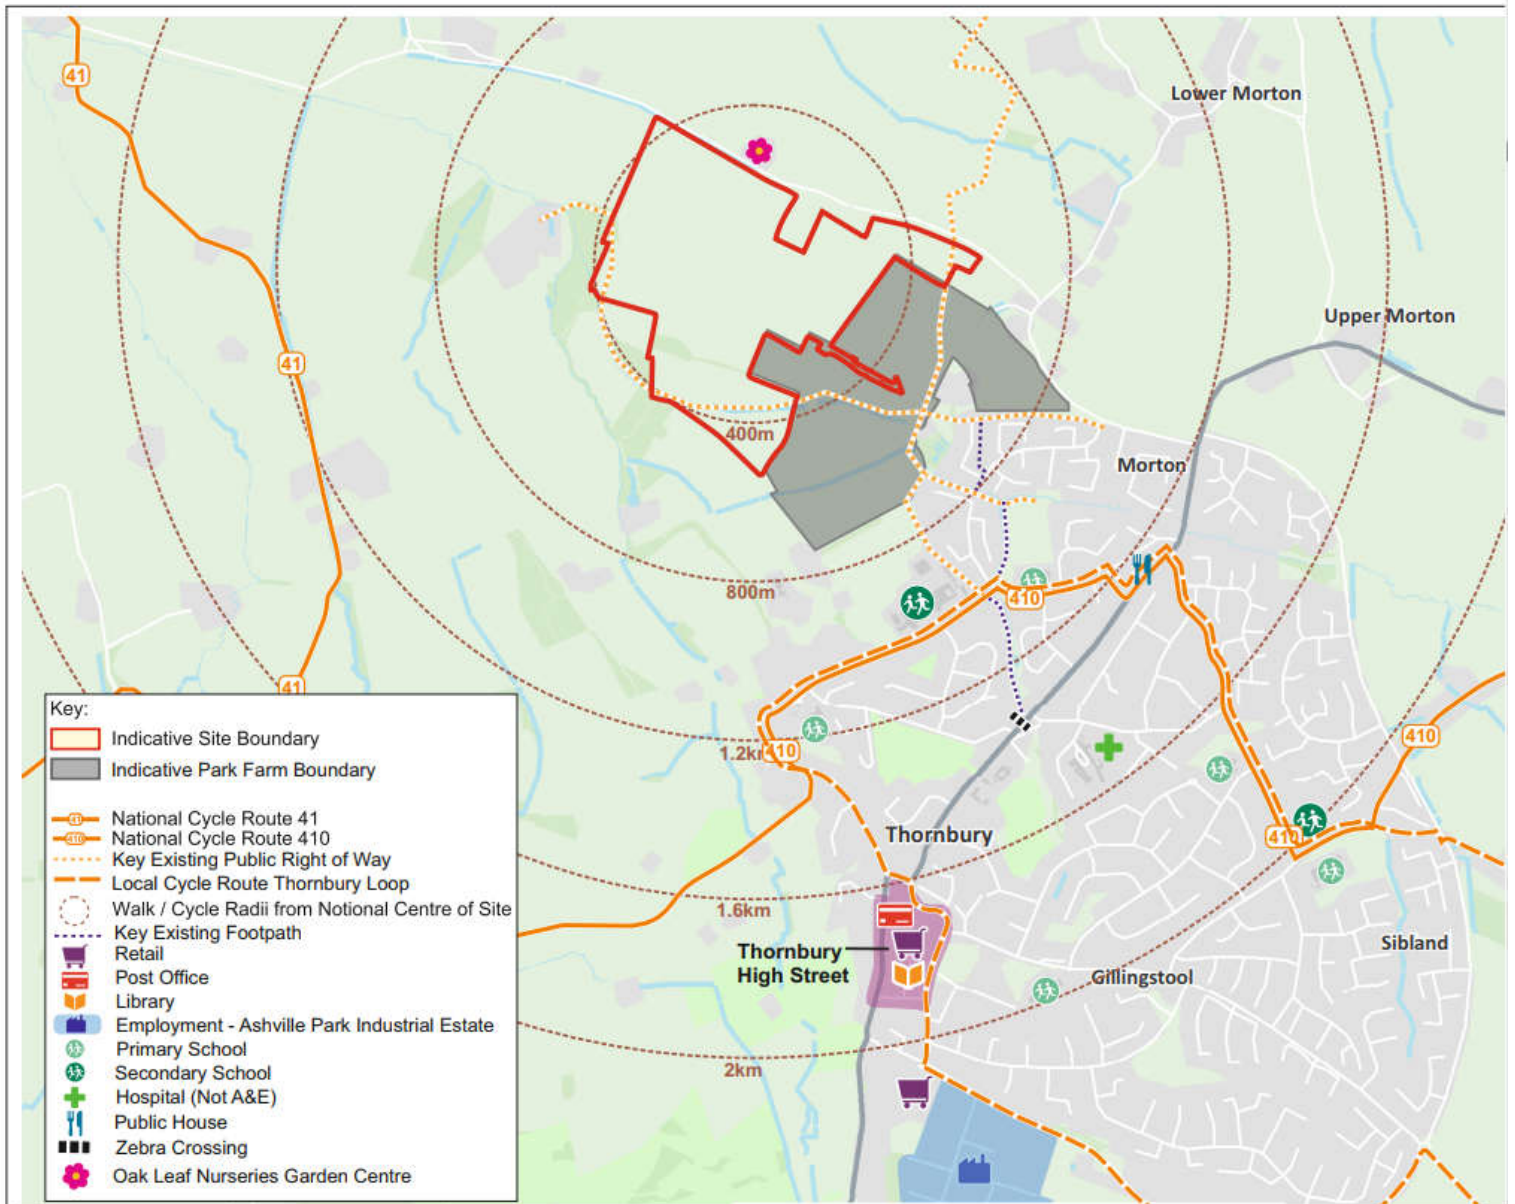 41
Lower Morton
Upper Morton
41
400m
Morton
800m
410
41
1.2km
410
410
410
Thornbury
1.6km
Thornbury
High Street
Sibland
Gillingstool
2km
Key:
Indicative Site Boundary
Indicative Park Farm Boundary
41 National Cycle Route 41
410 National Cycle Route 410
Key Existing Public Right of Way
Local Cycle Route Thornbury Loop
Walk / Cycle Radii from Notional Centre of Site
Key Existing Footpath
Retail
Post Office
Library
Employment - Ashville Park Industrial Estate
Primary School
Secondary School
Hospital (Not A&E)
Public House
Zebra Crossing
Oak Leaf Nurseries Garden Centre